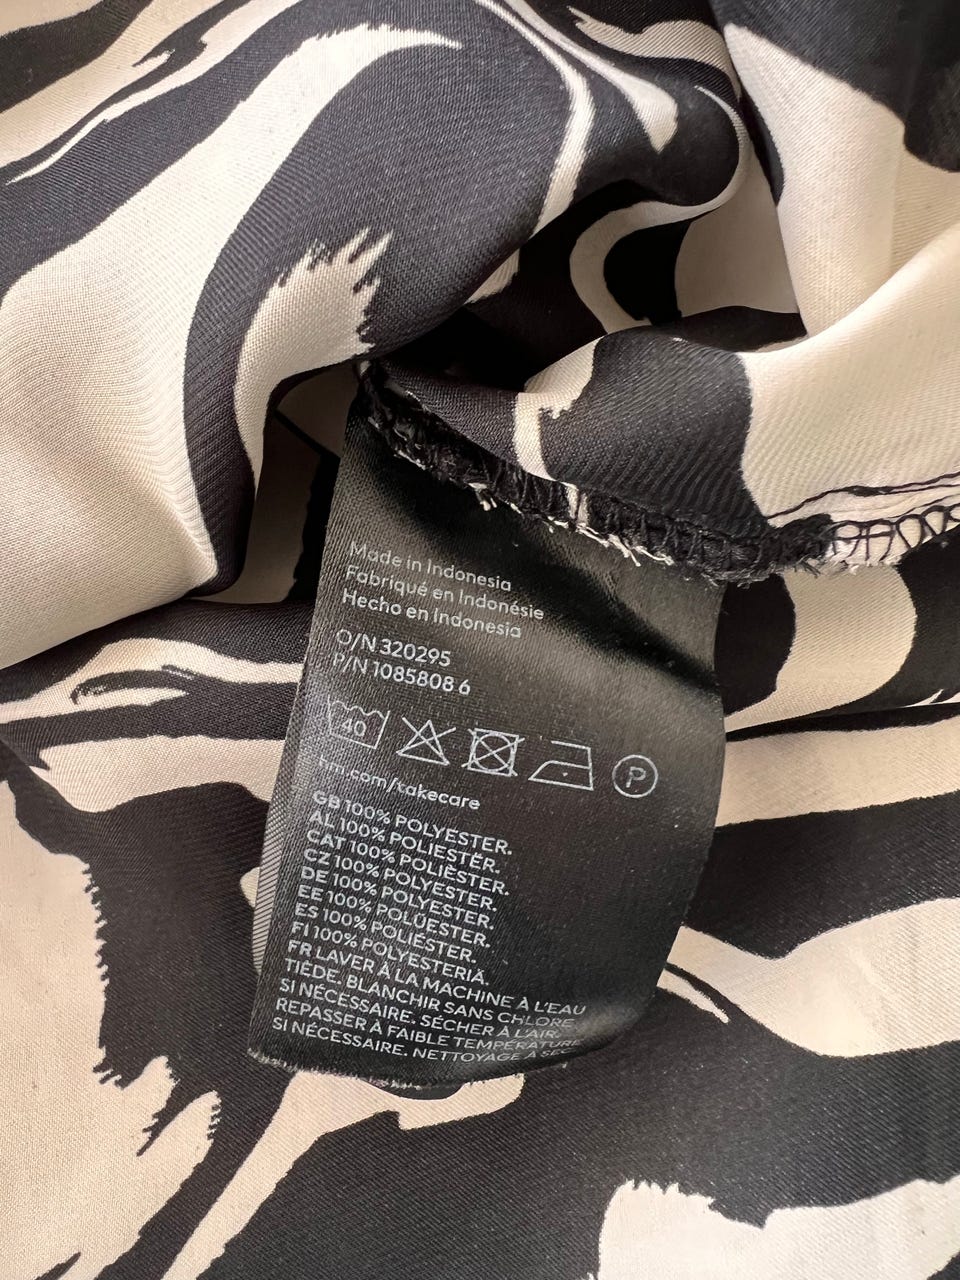 Made in Indonesia
Fabriqué en Indonésie
Hecho en Indonesia
O/N 320295
P/N 1085808 6
40
P
hm.com/takecare
GB 100% POLYESTER.
AL 100% POLIESTËR.
CAT 100% POLIÈSTER.
CZ 100% POLYESTER.
DE 100% POLYESTER.
EE 100% POLÜESTER.
ES 100% POLIÉSTER.
FI 100% POLYESTERIÄ.
FR LAVER À LA MACHINE À L'EAU
TIÈDE. BLANCHIR SANS CHLORE
SI NÉCESSAIRE. SÉCHER À L'AIR.
REPASSER À FAIBLE TEMPÉRATURE
SI NÉCESSAIRE. NETTOYAGE À SEC